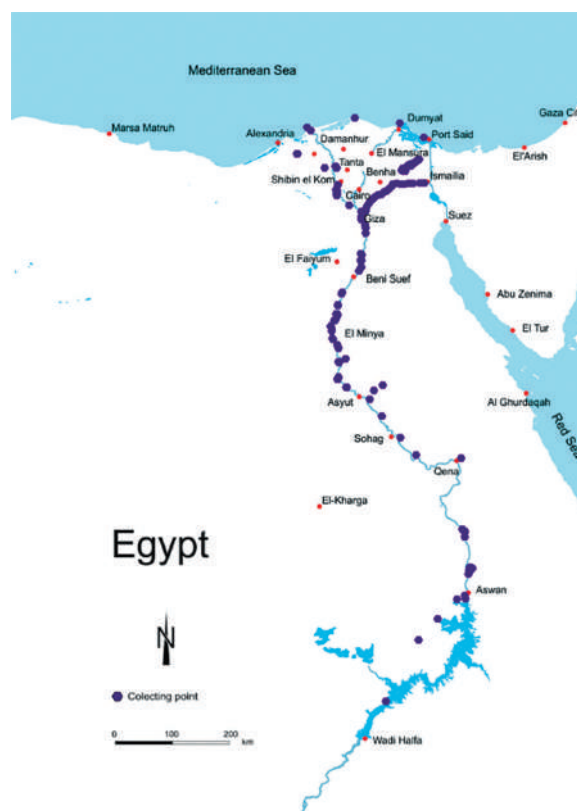 Mediterranean Sea
Marsa Matruh
Alexandria
Damanhur
Dumyat
Port Said
Gaza C
El Mansura
El'Arish
Tanta
Benha
Shibin el Kom
Cairo
Ismailia
Giza
Suez
El Faiyum
Beni Suef
Abu Zenima
El Minya
El Tur
Asyut
Al Ghurdaqah
Sohag
Red Sea
Qena
El-Kharga
Egypt
Aswan
N
Colecting point
0 100 200
km
Wadi Halfa